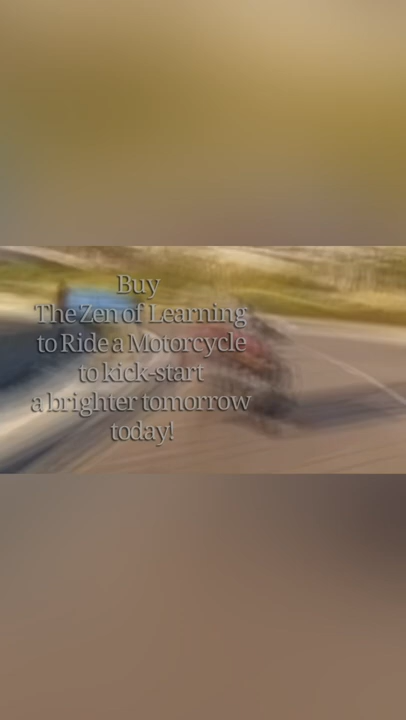 Buy
The Zen of Learning
to Ride a Motorcycle
to kick-start
a brighter tomorrow
today!